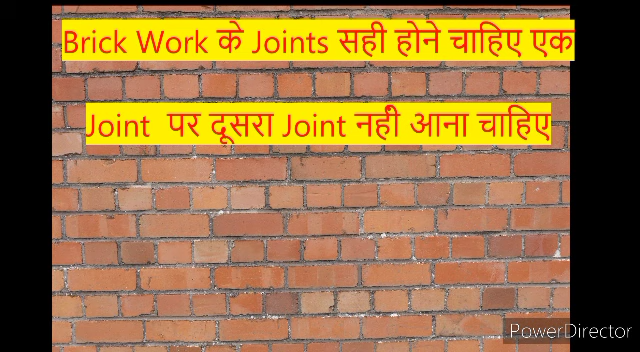 Brick Work के Joints सही होने चाहिए एक
Joint पर दूसरा Joint नहीं आना चाहिए
PowerDirector